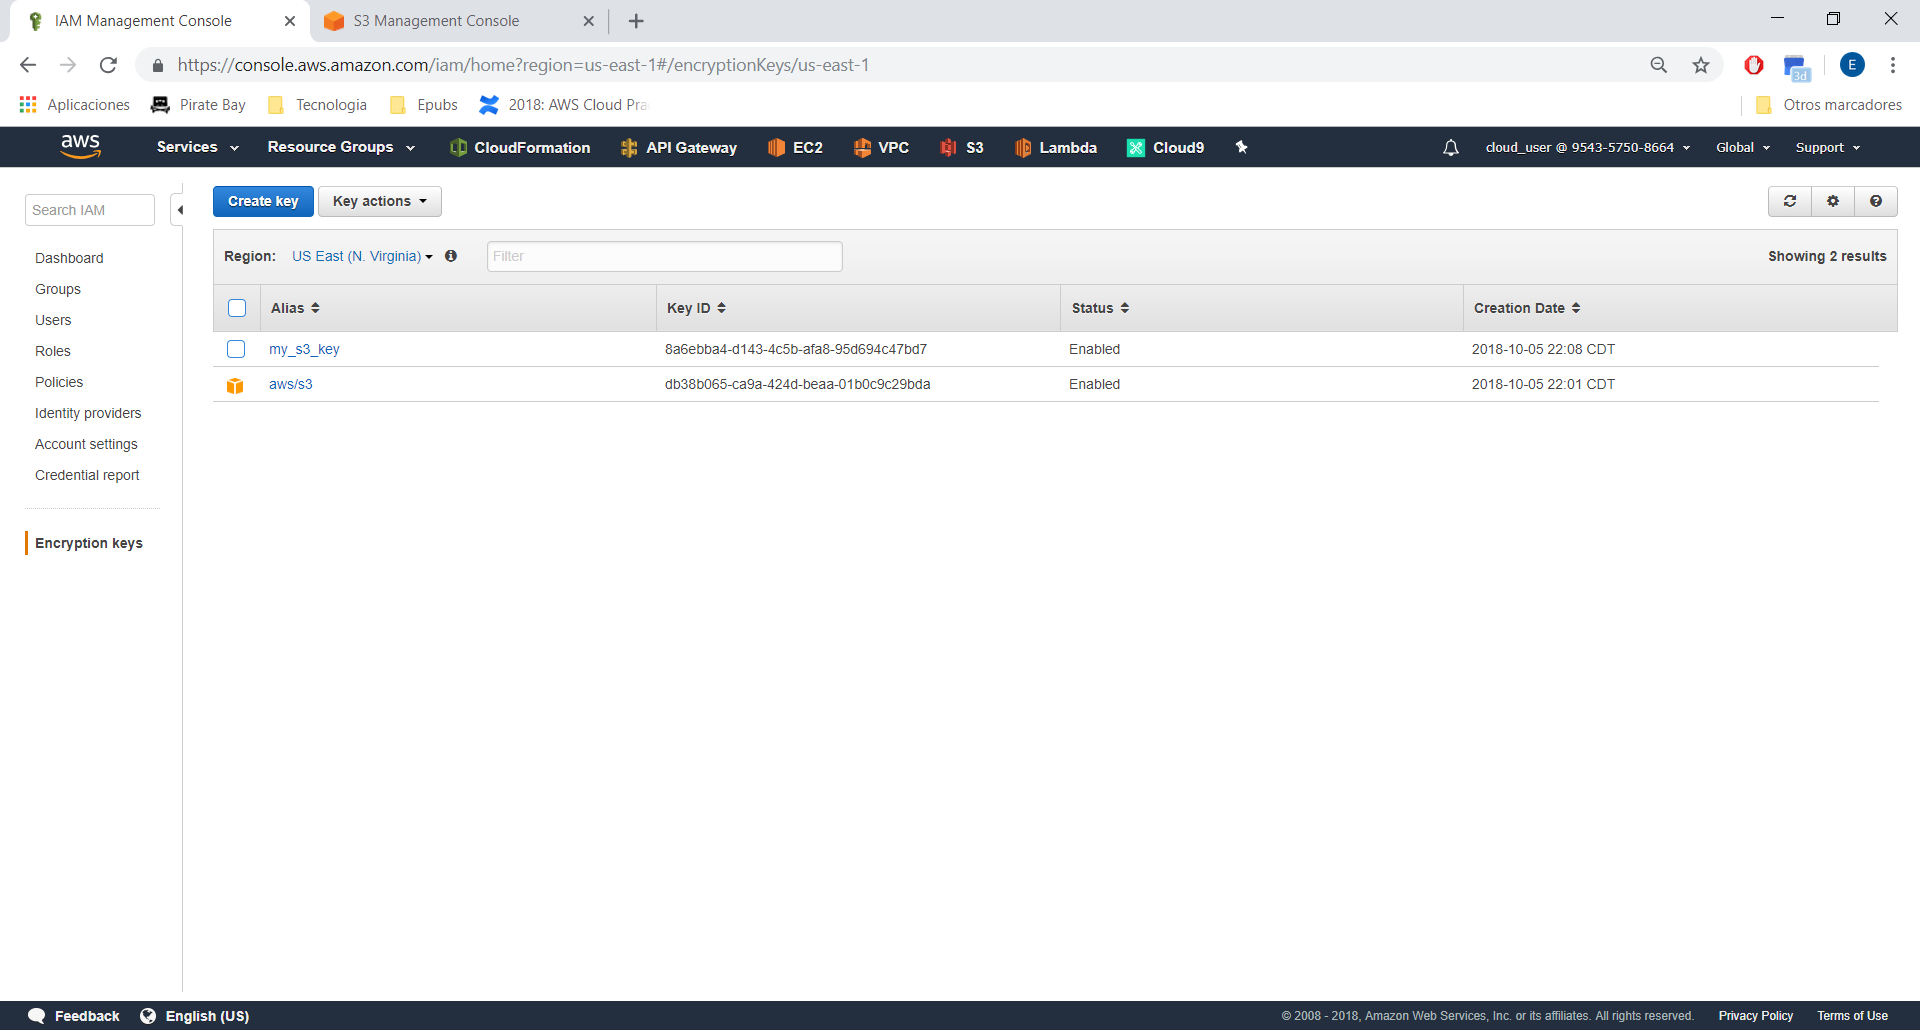 IAM Management Console
S3 Management Console
https://console.aws.amazon.com/iam/home?region=us-east-1#/encryptionKeys/us-east-1
3d
E
Aplicaciones
Pirate Bay
Tecnologia
Epubs
2018: AWS Cloud Pra
Otros marcadores
aws
Services
Resource Groups
CloudFormation
API Gateway
EC2
VPC
S3
Lambda
Cloud9
cloud_user @ 9543-5750-8664
Global
Support
Search IAM
Dashboard
Groups
Users
Roles
Policies
Identity providers
Account settings
Credential report
Encryption keys
Create key
Key actions
Region:
US East (N. Virginia)
Filter
Showing 2 results
Alias
Key ID
Status
Creation Date
my_s3_key
8a6ebba4-d143-4c5b-afa8-95d694c47bd7
Enabled
2018-10-05 22:08 CDT
aws/s3
db38b065-ca9a-424d-beaa-01b0c9c29bda
Enabled
2018-10-05 22:01 CDT
Feedback
English (US)
© 2008 - 2018, Amazon Web Services, Inc. or its affiliates. All rights reserved.
Privacy Policy
Terms of Use